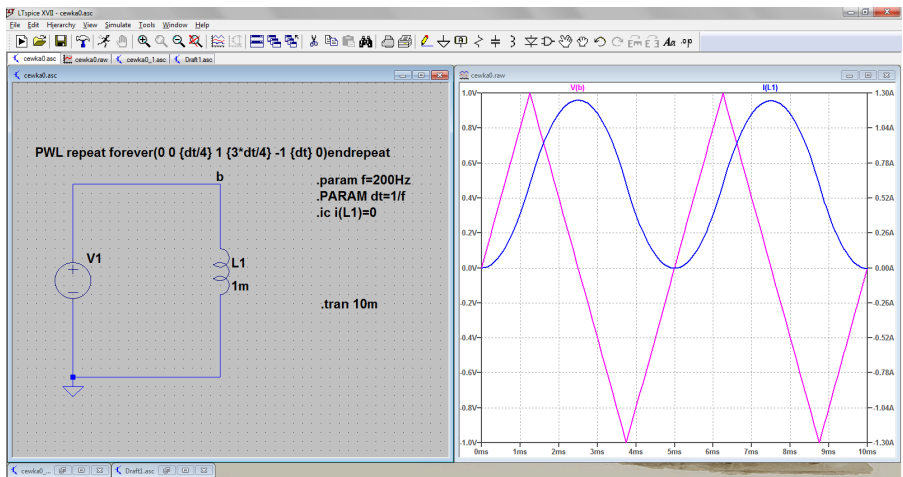 LTspice XVII - cewka0.asc
File Edit Hierarchy View Simulate Tools Window Help
cewka0.asc cewka0.raw cewka0_1.asc Draft1.asc
cewka0.asc
PWL repeat forever(0 0 {dt/4} 1 {3*dt/4} -1 {dt} 0)endrepeat
b
.param f=200Hz
.PARAM dt=1/f
.ic i(L1)=0
V1
L1
1m
.tran 10m
cewka0_... Draft1.asc
cewka0.raw
V(b) I(L1)
1.0V 1.30A
0.8V 1.04A
0.6V 0.78A
0.4V 0.52A
0.2V 0.26A
0.0V 0.00A
-0.2V -0.26A
-0.4V -0.52A
-0.6V -0.78A
-0.8V -1.04A
-1.0V -1.30A
0ms 1ms 2ms 3ms 4ms 5ms 6ms 7ms 8ms 9ms 10ms